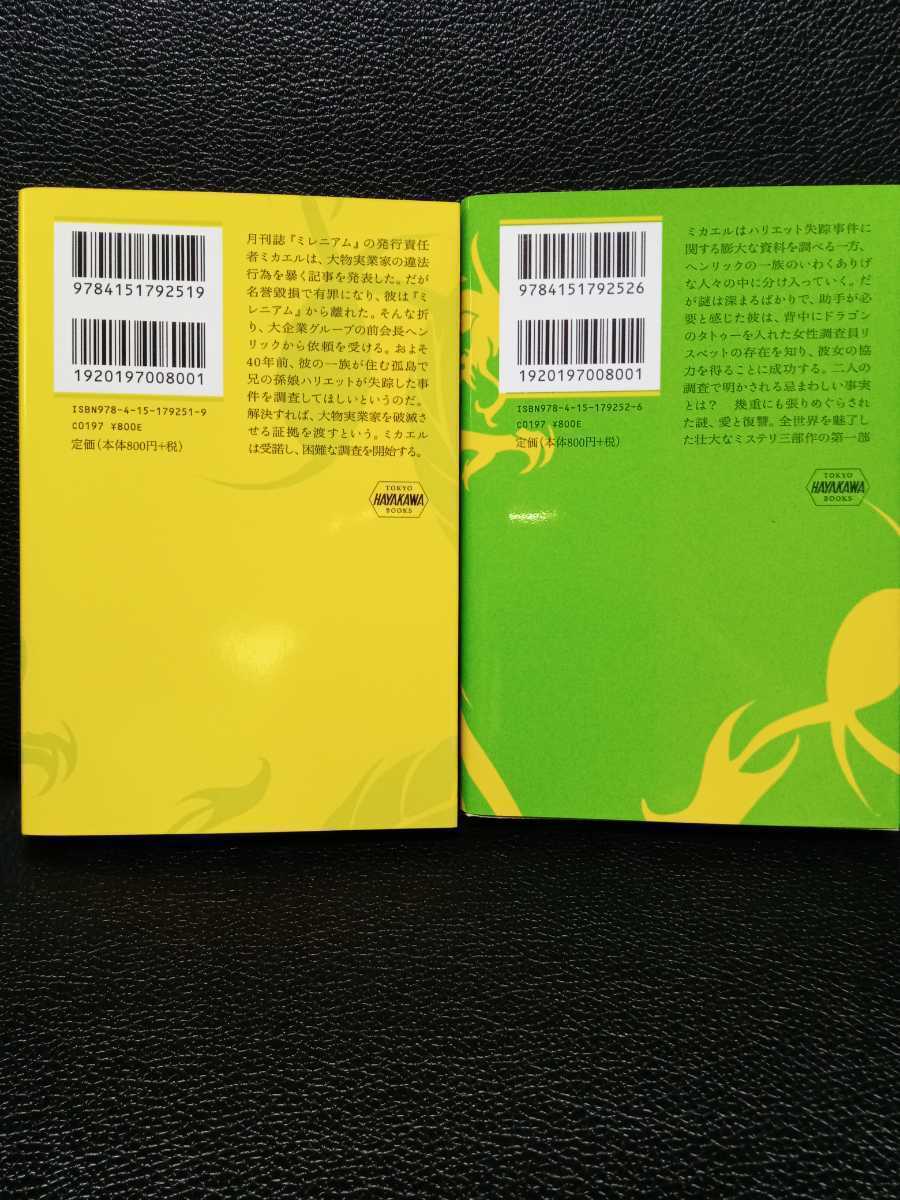 9784151792519
1920197008001
ISBN978-4-15-179251-9
C0197 ¥800E
定価(本体800円+税)
月刊誌『ミレニアム』の発行責任
者ミカエルは、大物実業家の違法
行為を暴く記事を発表した。だが
名誉毀損で有罪になり、彼は『ミ
レニアム』から離れた。そんな折
り、大企業グループの前会長ヘン
リックから依頼を受ける。およそ
40年前、彼の一族が住む孤島で
兄の孫娘ハリエットが失踪した事
件を調査してほしいというのだ。
解決すれば、大物実業家を破滅さ
せる証拠を渡すという。ミカエル
は受諾し、困難な調査を開始する。
TOKYO
HAYAKAWA
BOOKS
9784151792526
1920197008001
ISBN978-4-15-179252-6
C0197 ¥800E
定価(本体800円+税)
ミカエルはハリエット失踪事件に
関する膨大な資料を調べる一方、
ヘンリックの一族のいわくありげ
な人々の中に分け入っていく。だ
が謎は深まるばかりで、助手が必
要と感じた彼は、背中にドラゴン
のタトゥーを入れた女性調査員リ
スベットの存在を知り、彼女の協
力を得ることに成功する。二人の
調査で明かされる忌まわしい事実
とは? 幾重にも張りめぐらされ
た謎、愛と復讐。全世界を魅了し
た壮大なミステリ三部作の第一部
TOKYO
HAYAKAWA
BOOKS